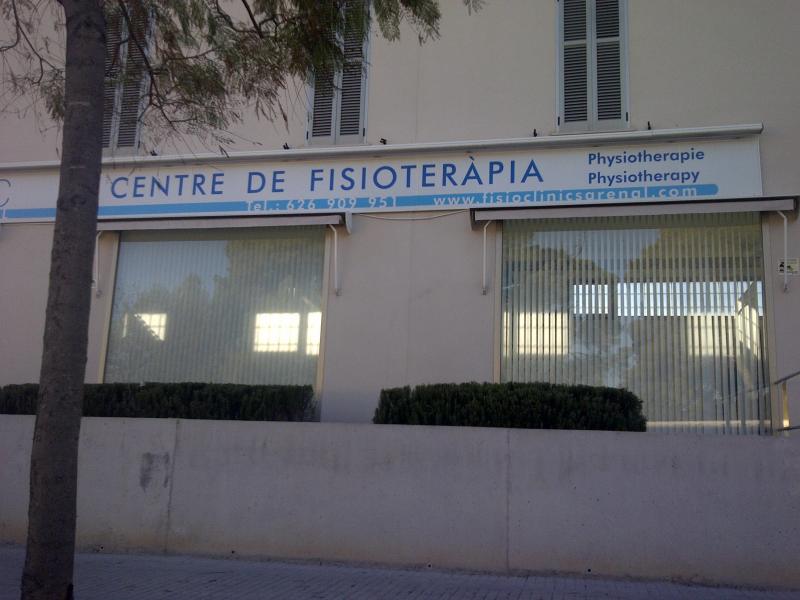 CENTRE DE FISIOTERÀPIA
Physiotherapie
Physiotherapy
Tel.: 626 909 951 www.fisioclinicsarenal.com